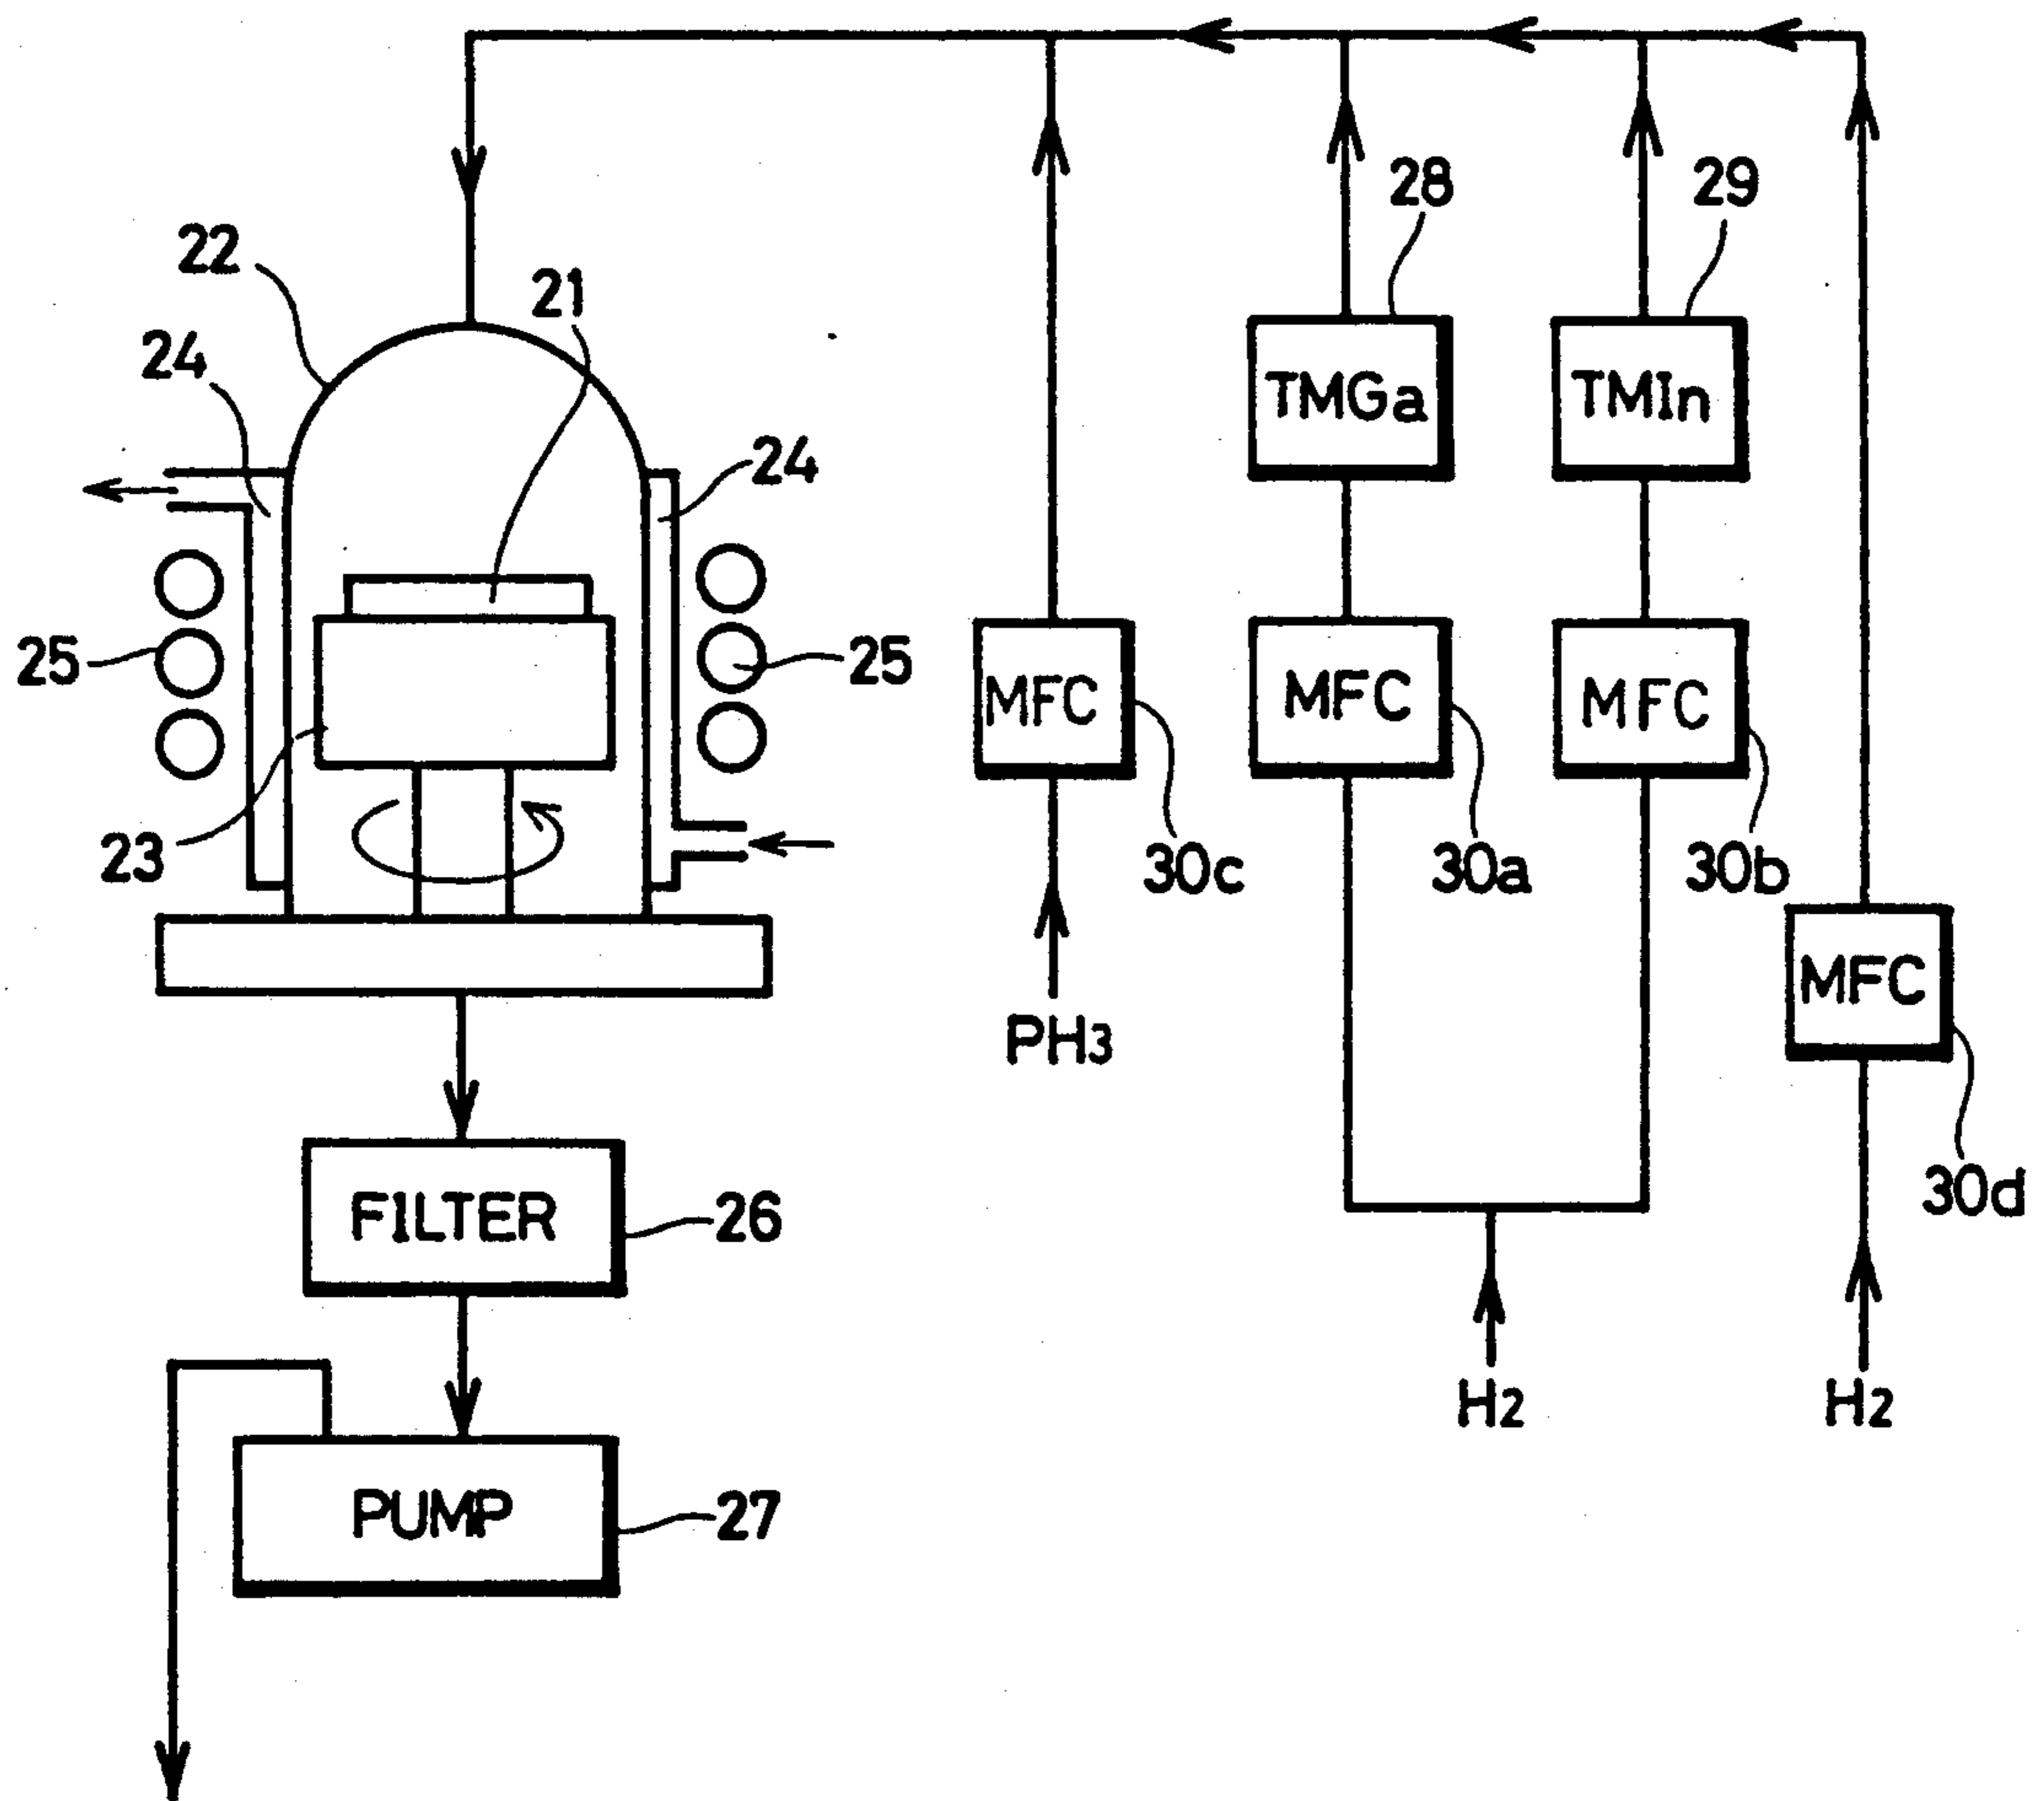 28
29
22
21
24
24
TMGa
TMIn
25
25
MFC
MFC
MFC
23
30c
30a
30b
MFC
PH3
30d
FILTER
26
H2
H2
PUMP
27